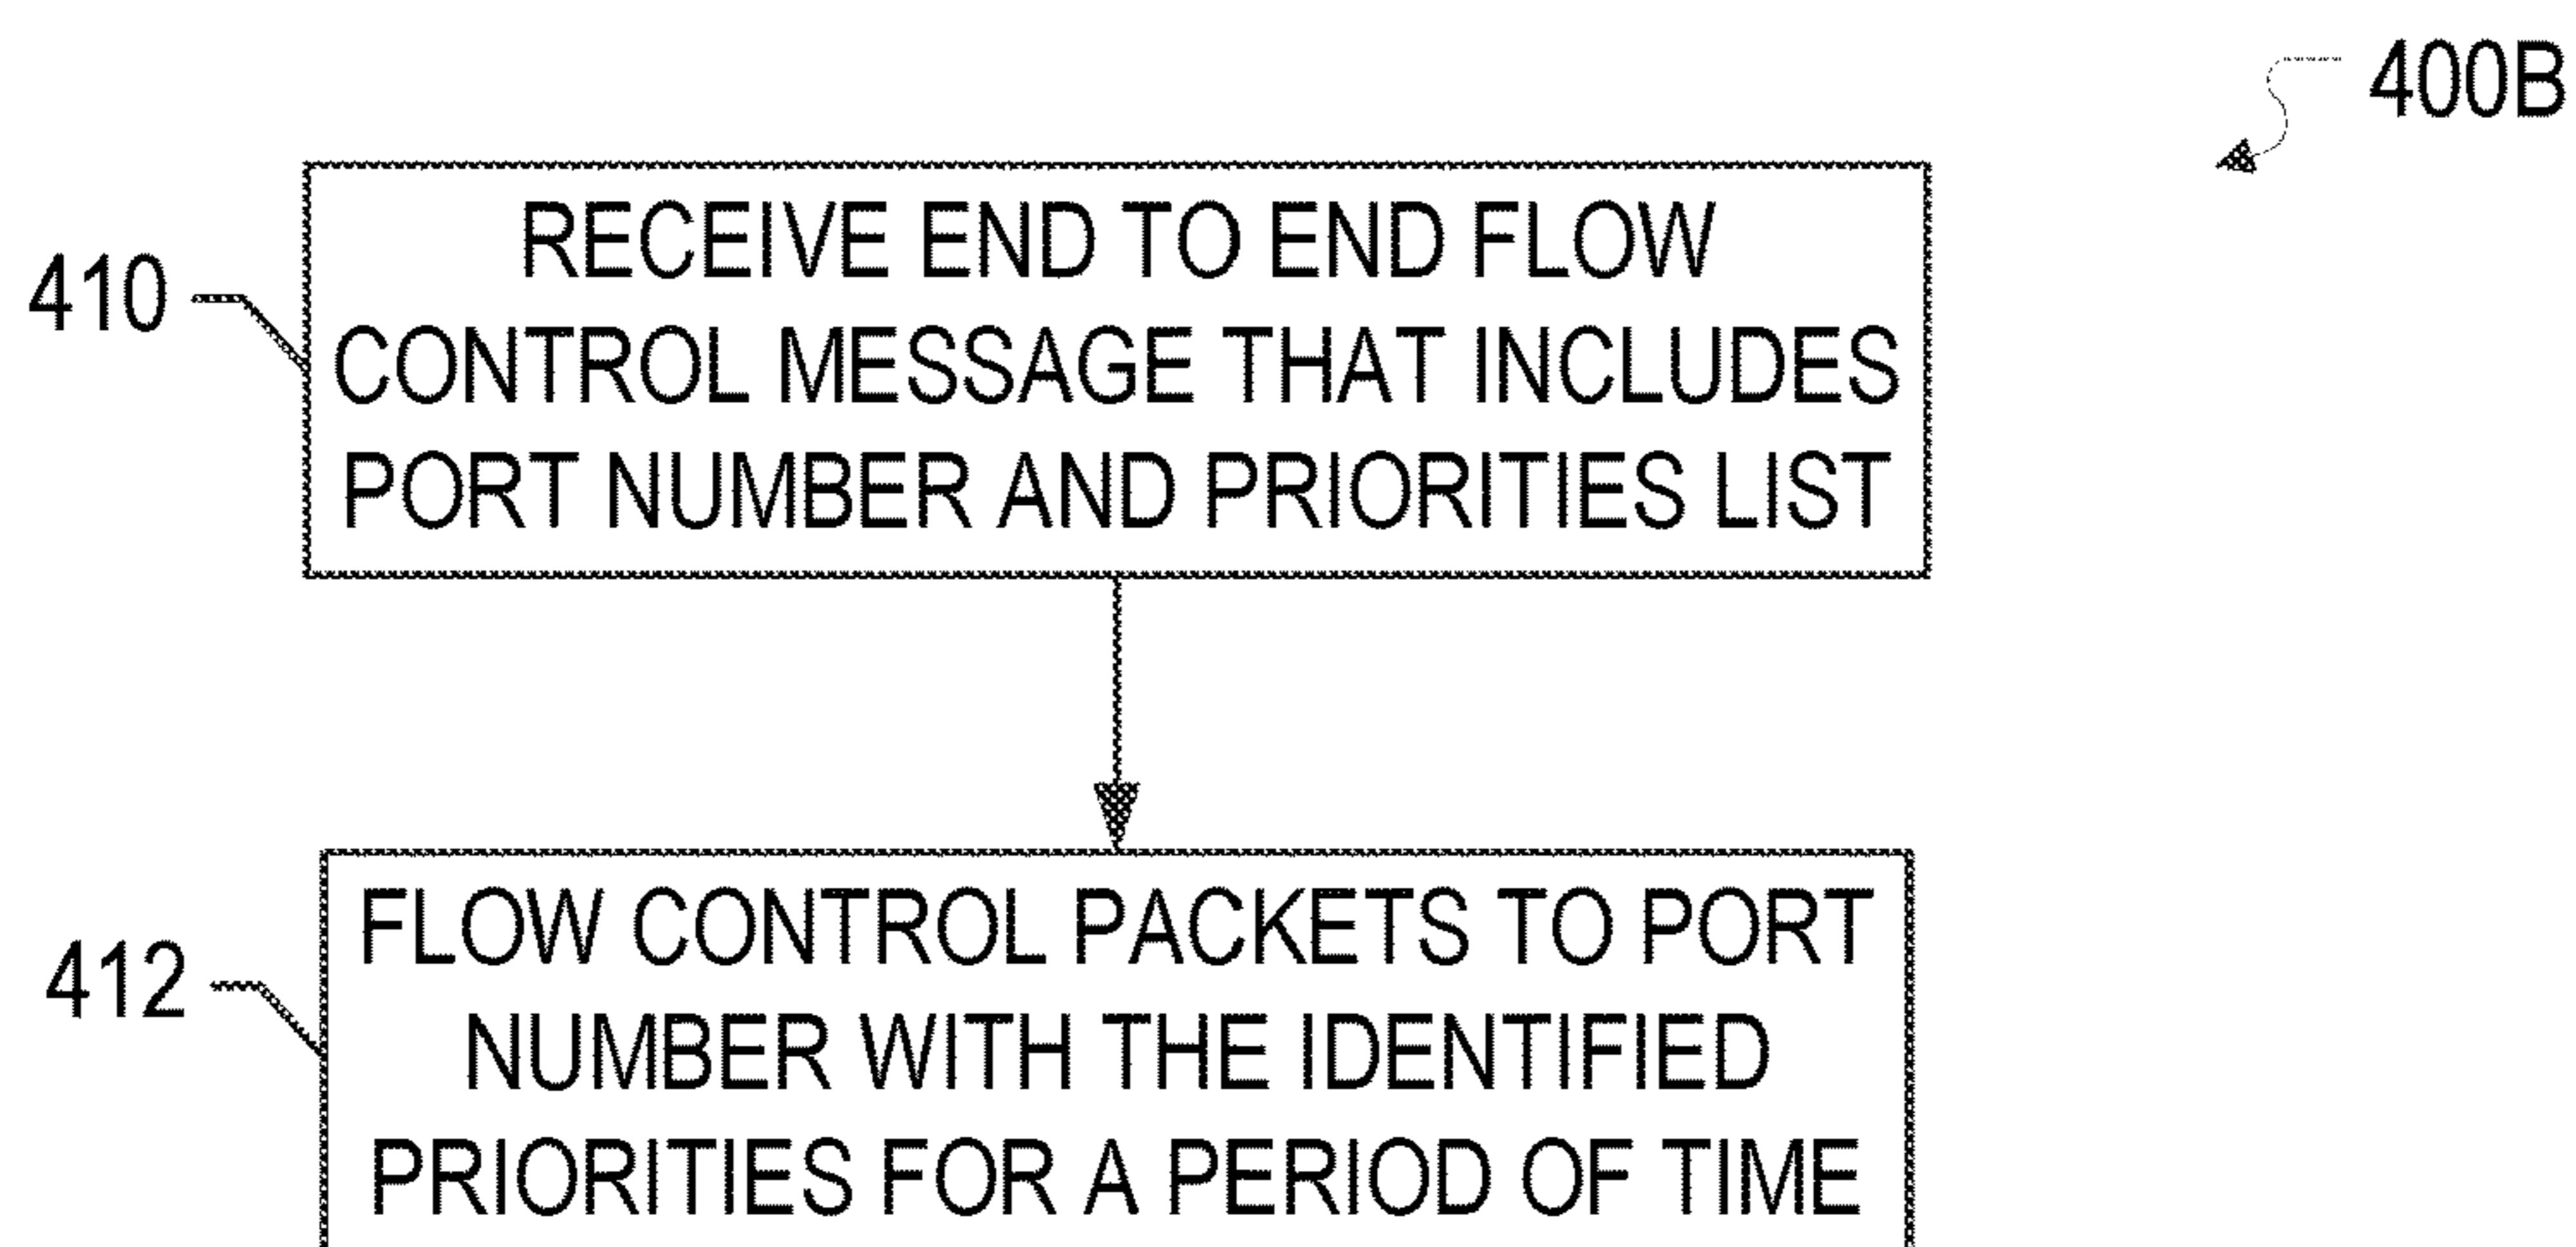 400B
410
RECEIVE END TO END FLOW
CONTROL MESSAGE THAT INCLUDES
PORT NUMBER AND PRIORITIES LIST
412
FLOW CONTROL PACKETS TO PORT
NUMBER WITH THE IDENTIFIED
PRIORITIES FOR A PERIOD OF TIME